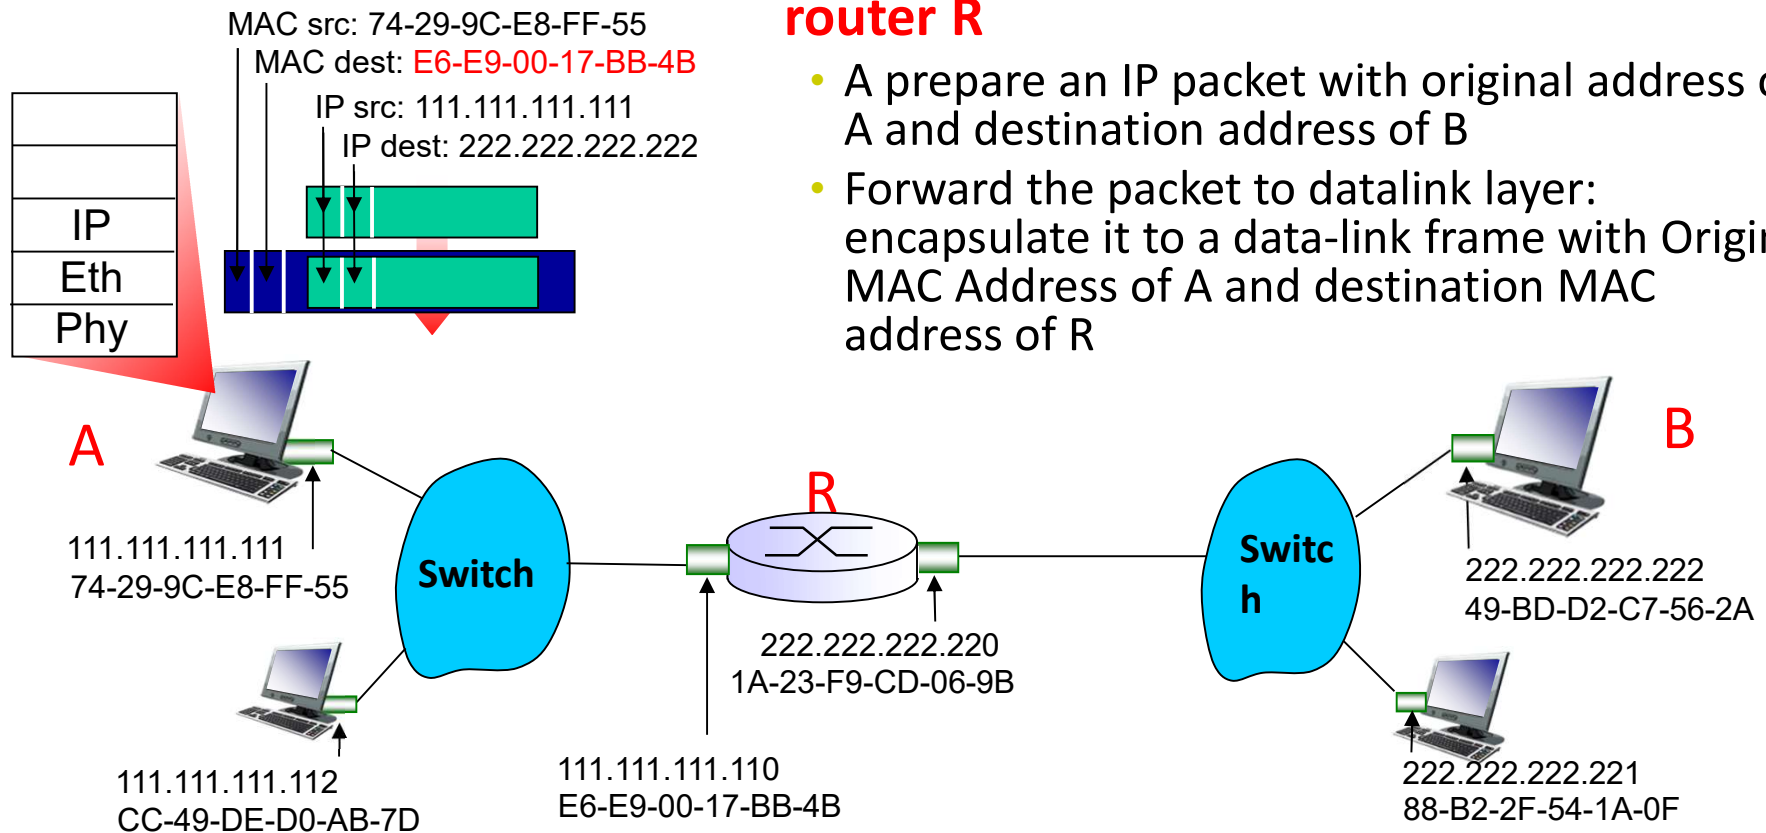 MAC src: 74-29-9C-E8-FF-55
MAC dest: E6-E9-00-17-BB-4B
IP src: 111.111.111.111
IP dest: 222.222.222.222
IP
Eth
Phy
router R
• A prepare an IP packet with original address
A and destination address of B
• Forward the packet to datalink layer:
encapsulate it to a data-link frame with
MAC Address of A and destination MAC
address of R
A
111.111.111.111
74-29-9C-E8-FF-55
Switch
111.111.111.112
CC-49-DE-D0-AB-7D
R
222.222.222.220
1A-23-F9-CD-06-9B
111.111.111.110
E6-E9-00-17-BB-4B
Switc
h
B
222.222.222.222
49-BD-D2-C7-56-2A
222.222.222.221
88-B2-2F-54-1A-0F